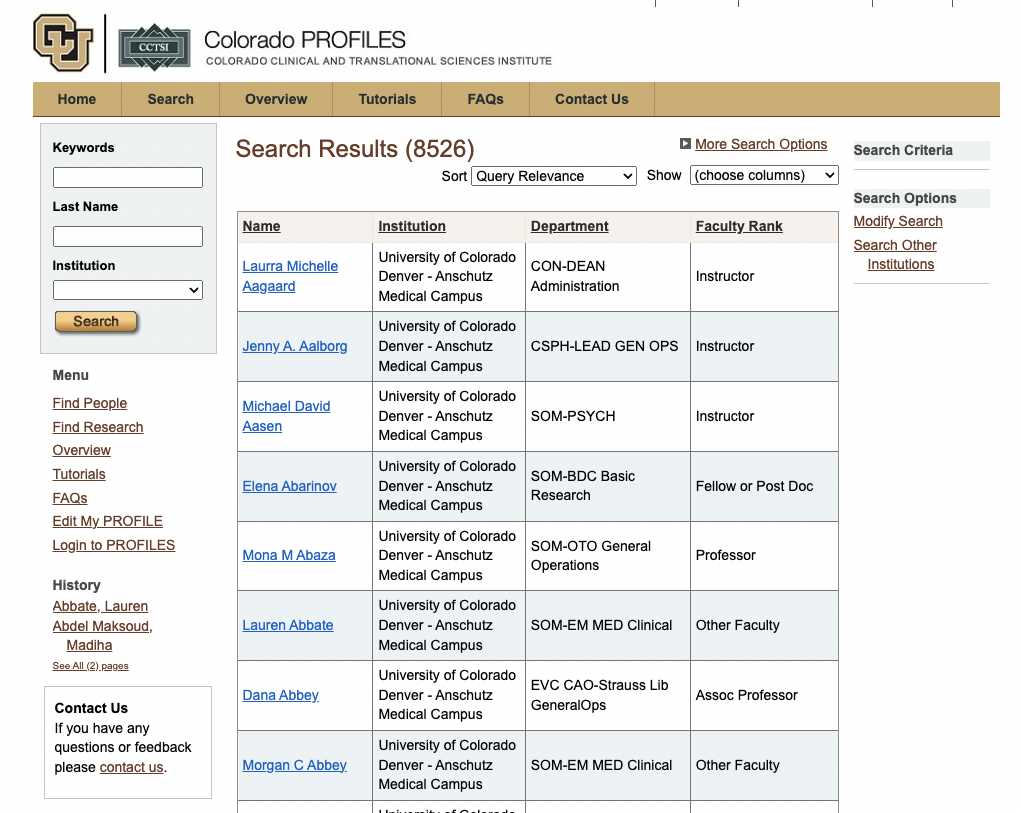 CU
CCTSI
Colorado PROFILES
COLORADO CLINICAL AND TRANSLATIONAL SCIENCES INSTITUTE
Home Search Overview Tutorials FAQs Contact Us
Keywords
Last Name
Institution
Search
Menu
Find People
Find Research
Overview
Tutorials
FAQs
Edit My PROFILE
Login to PROFILES
History
Abbate, Lauren
Abdel Maksoud,
Madiha
See All (2) pages
Contact Us
If you have any
questions or feedback
please contact us.
Search Results (8526)
More Search Options
Sort Query Relevance Show (choose columns)
Name Institution Department Faculty Rank
Laurra Michelle
Aagaard
University of Colorado
Denver - Anschutz
Medical Campus
CON-DEAN
Administration
Instructor
Jenny A. Aalborg
University of Colorado
Denver - Anschutz
Medical Campus
CSPH-LEAD GEN OPS
Instructor
Michael David
Aasen
University of Colorado
Denver - Anschutz
Medical Campus
SOM-PSYCH
Instructor
Elena Abarinov
University of Colorado
Denver - Anschutz
Medical Campus
SOM-BDC Basic
Research
Fellow or Post Doc
Mona M Abaza
University of Colorado
Denver - Anschutz
Medical Campus
SOM-OTO General
Operations
Professor
Lauren Abbate
University of Colorado
Denver - Anschutz
Medical Campus
SOM-EM MED Clinical
Other Faculty
Dana Abbey
University of Colorado
Denver - Anschutz
Medical Campus
EVC CAO-Strauss Lib
GeneralOps
Assoc Professor
Morgan C Abbey
University of Colorado
Denver - Anschutz
Medical Campus
SOM-EM MED Clinical
Other Faculty
Search Criteria
Search Options
Modify Search
Search Other
Institutions